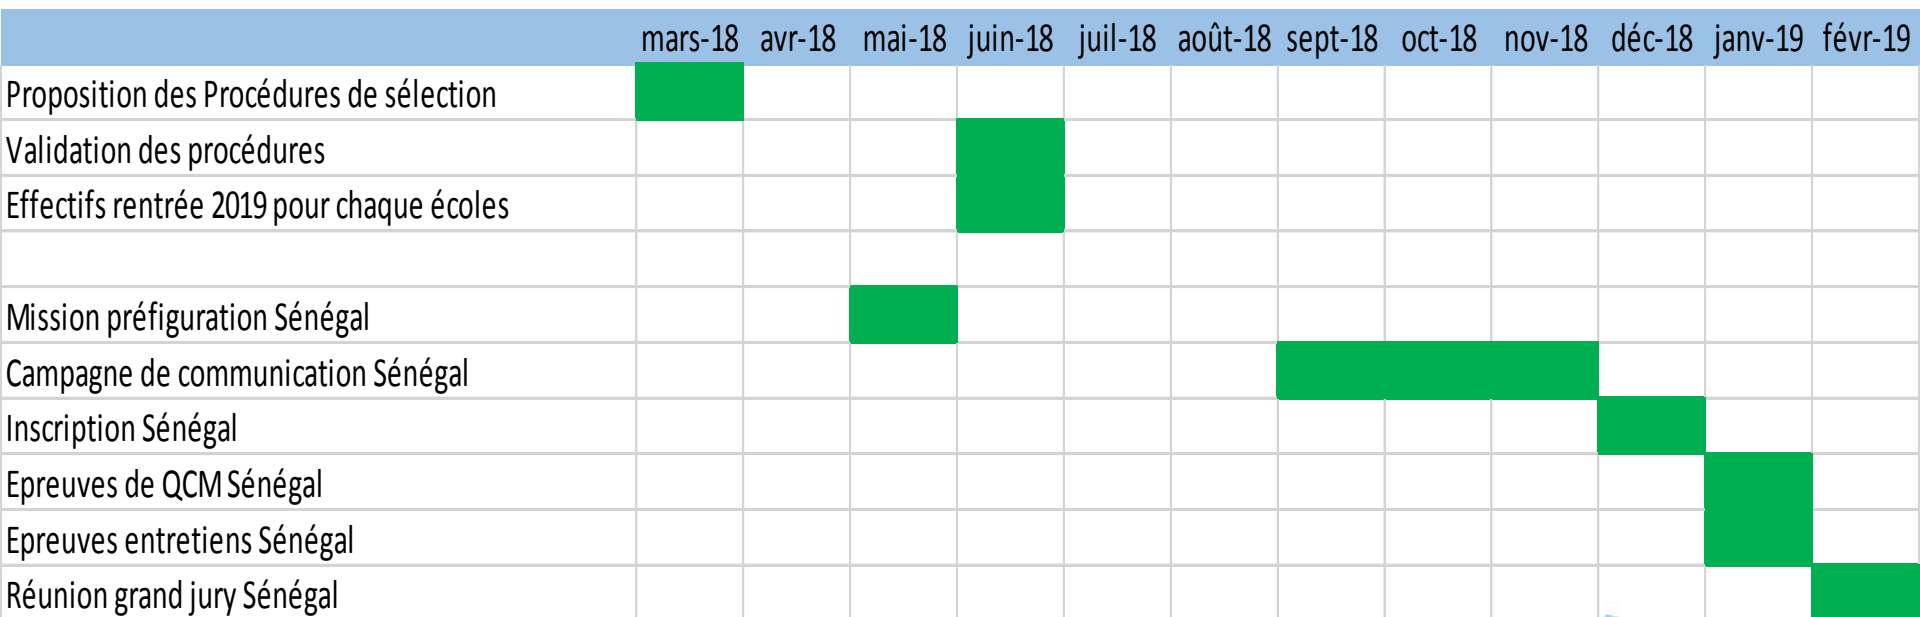 mars-18 avr-18 mai-18 juin-18 juil-18 août-18 sept-18 oct-18 nov-18 déc-18 janv-19 févr-19
Proposition des Procédures de sélection
Validation des procédures
Effectifs rentrée 2019 pour chaque écoles
Mission préfiguration Sénégal
Campagne de communication Sénégal
Inscription Sénégal
Epreuves de QCM Sénégal
Epreuves entretiens Sénégal
Réunion grand jury Sénégal